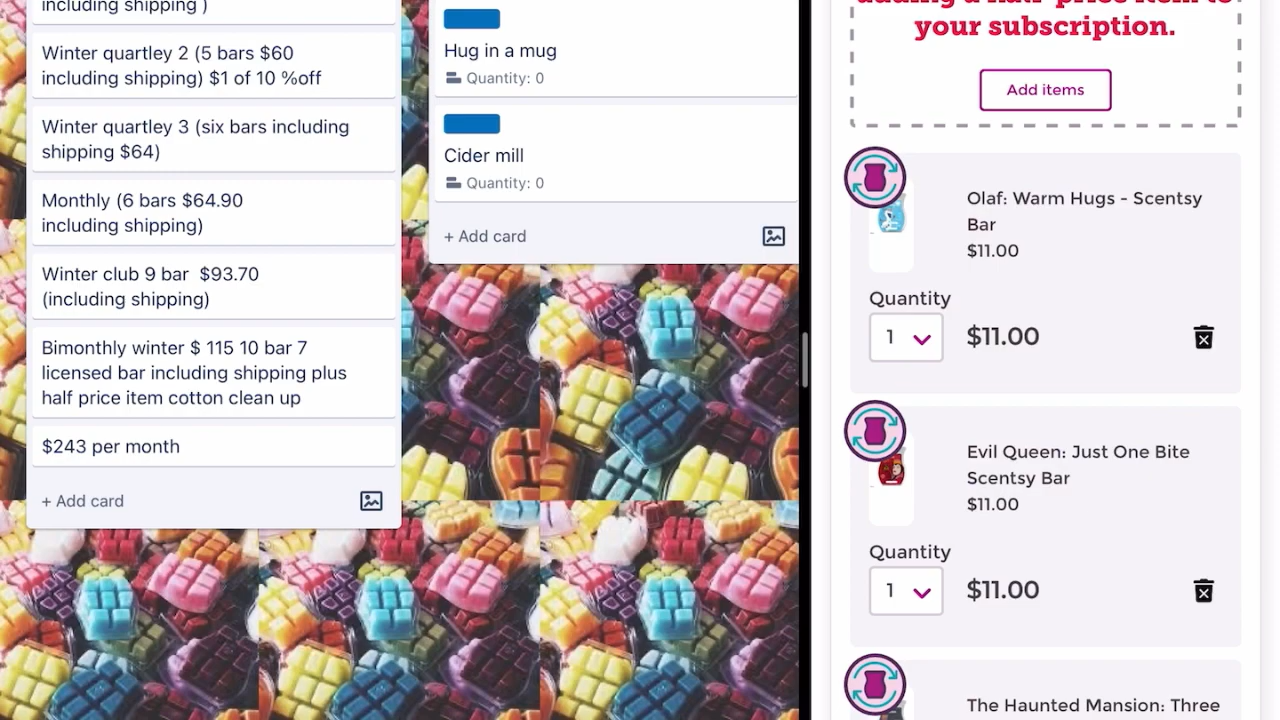 including shipping )
Winter quartley 2 (5 bars $60
including shipping) $1 of 10 %off
Winter quartley 3 (six bars including
shipping $64)
Monthly (6 bars $64.90
including shipping)
Winter club 9 bar $93.70
(including shipping)
Bimonthly winter $ 115 10 bar 7
licensed bar including shipping plus
half price item cotton clean up
$243 per month
+ Add card
Hug in a mug
Quantity: 0
Cider mill
Quantity: 0
+ Add card
adding a half-price item to
your subscription.
Add items
Olaf: Warm Hugs - Scentsy
Bar
$11.00
Quantity
1
$11.00
Evil Queen: Just One Bite
Scentsy Bar
$11.00
Quantity
1
$11.00
The Haunted Mansion: Three